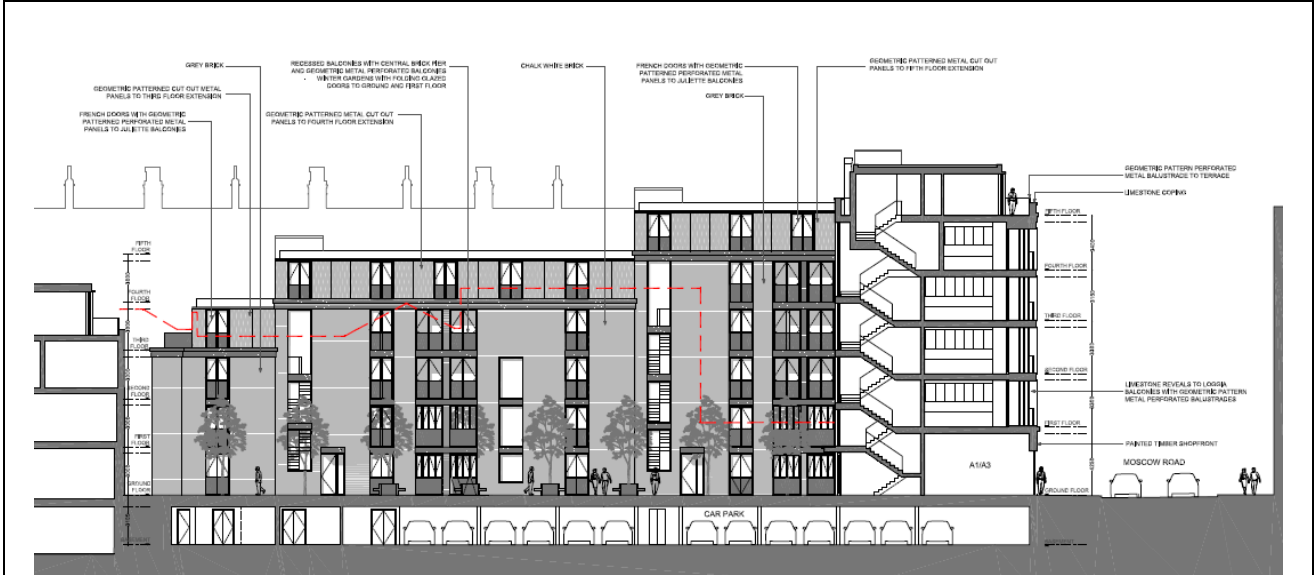 GREY BRICK
RECESSED BALCONIES WITH CENTRAL BRICK PIER
AND GEOMETRIC METAL PERFORATED BALCONIES
WINTER GARDENS WITH FOLDING GLAZED
DOORS TO GROUND AND FIRST FLOOR
CHALK WHITE BRICK
FRENCH DOORS WITH GEOMETRIC
PATTERNED PERFORATED METAL
PANELS TO JULIETTE BALCONIES
GEOMETRIC PATTERNED METAL CUT OUT
PANELS TO FIFTH FLOOR EXTENSION
GEOMETRIC PATTERNED CUT OUT METAL
PANELS TO THIRD FLOOR EXTENSION
GREY BRICK
FRENCH DOORS WITH GEOMETRIC
PATTERNED PERFORATED METAL
PANELS TO JULIETTE BALCONIES
GEOMETRIC PATTERNED METAL CUT OUT
PANELS TO FOURTH FLOOR EXTENSION
GEOMETRIC PATTERN PERFORATED
METAL BALUSTRADE TO TERRACE
LIMESTONE COPING
FIFTH FLOOR
FIFTH
FLOOR
FOURTH FLOOR
FOURTH
FLOOR
THIRD FLOOR
THIRD
FLOOR
SECOND FLOOR
LIMESTONE REVEALS TO LOGGIA
BALCONIES WITH GEOMETRIC PATTERN
METAL PERFORATED BALUSTRADES
SECOND
FLOOR
FIRST FLOOR
FIRST
FLOOR
PAINTED TIMBER SHOPFRONT
A1/A3
MOSCOW ROAD
GROUND
FLOOR
GROUND FLOOR
CAR PARK